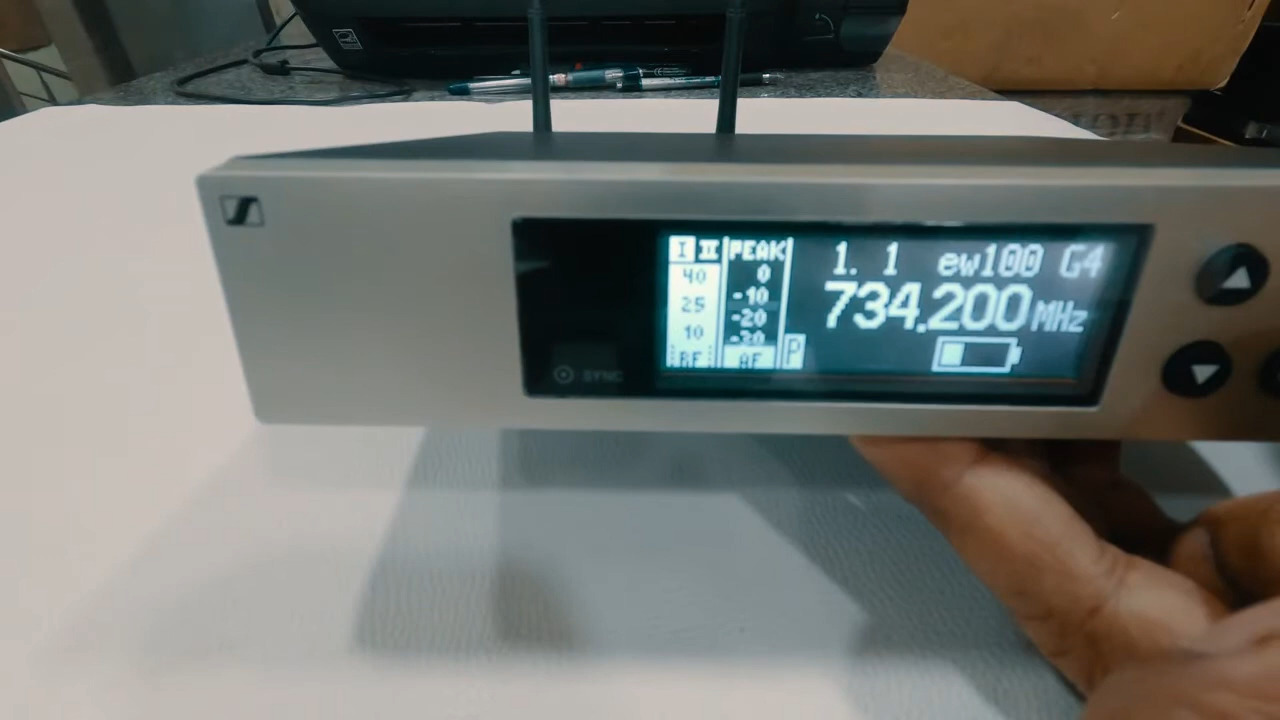 I II PEAK
40 0
25 -10
-20
10 -30
RF AF P
1. 1 ew100 G4
734.200 MHz
SYNC